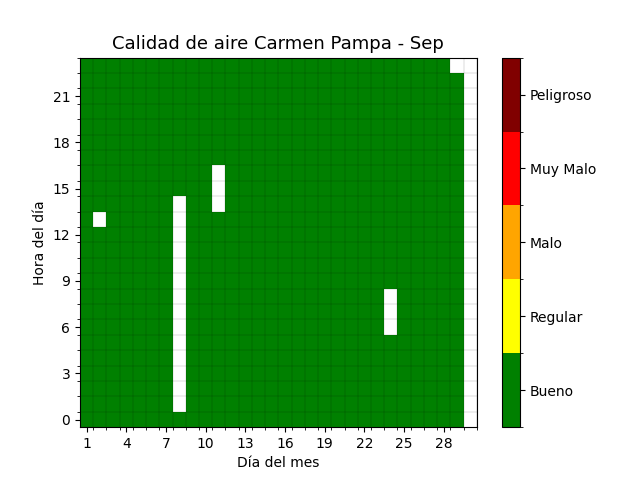 Calidad de aire Carmen Pampa - Sep
Hora del día
21
18
15
12
9
6
3
0
1 4 7 10 13 16 19 22 25 28
Día del mes
Peligroso
Muy Malo
Malo
Regular
Bueno